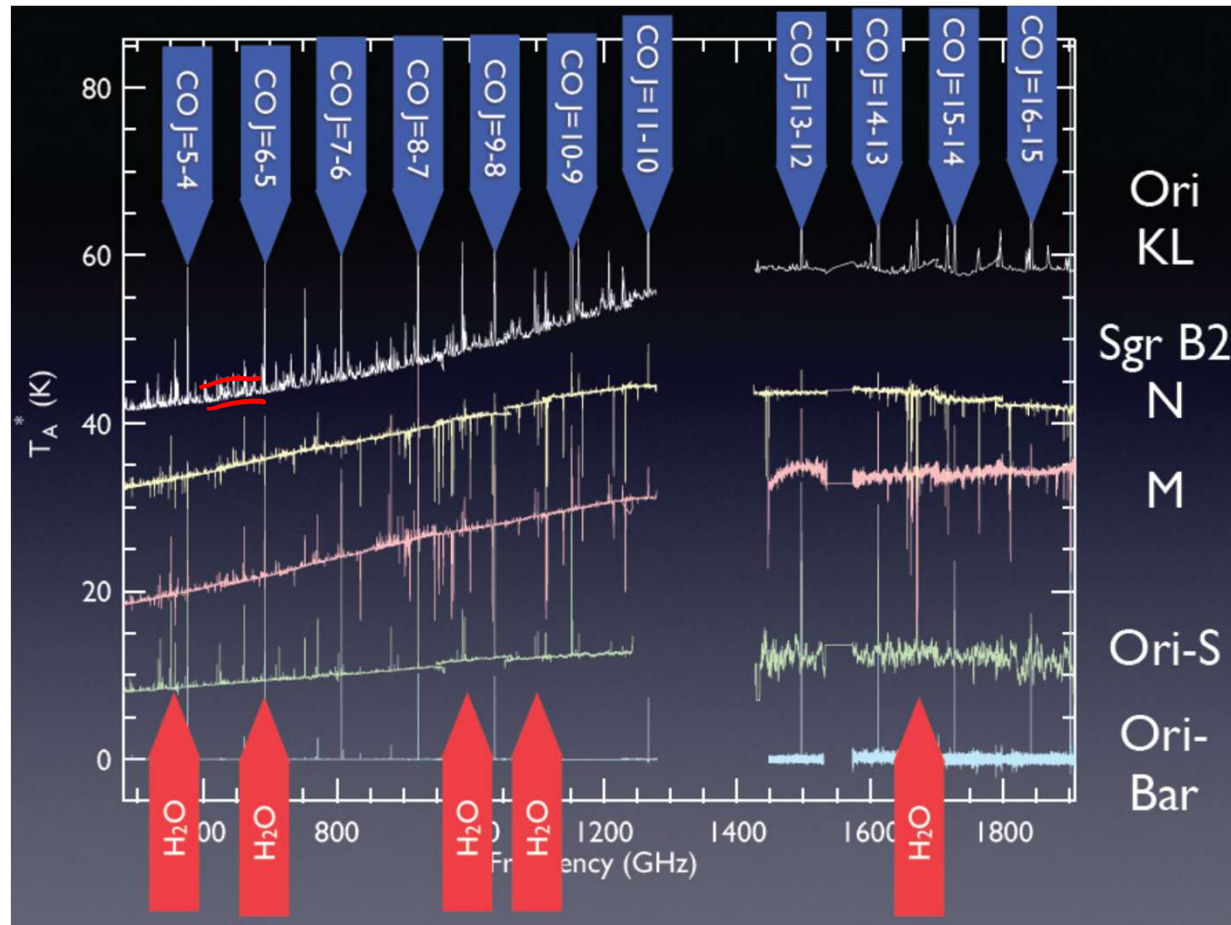 CO J=5-4
CO J=6-5
CO J=7-6
CO J=8-7
CO J=9-8
CO J=10-9
CO J=11-10
CO J=13-12
CO J=14-13
CO J=15-14
CO J=16-15
80
60
40
20
0
T_A^* (K)
Ori
KL
Sgr B2
N
M
Ori-S
Ori-
Bar
800
1200
1400
1600
1800
(GHz)
H₂O
H₂O
H₂O
H₂O
H₂O